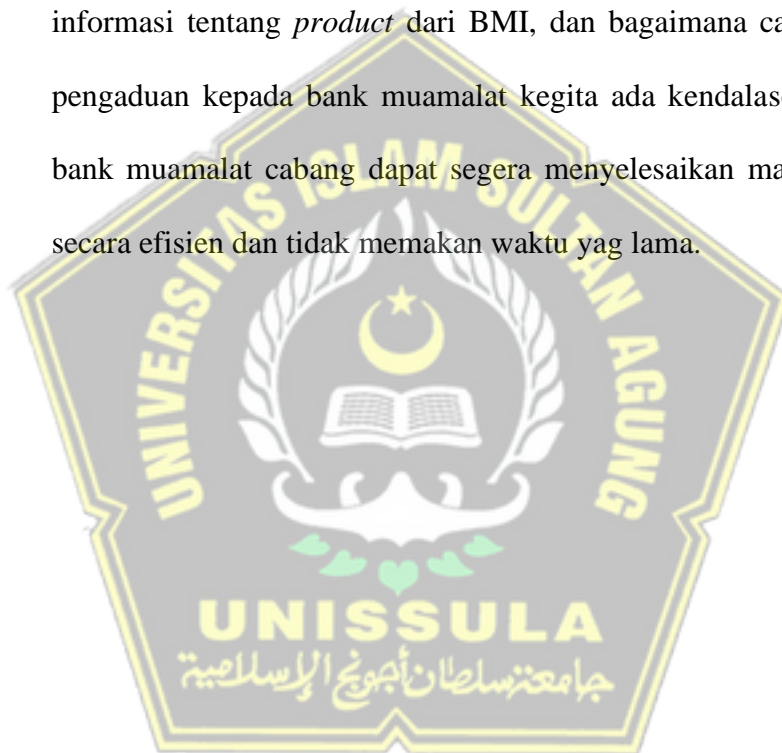 informasi tentang product dari BMI, dan bagaimana ca
pengaduan kepada bank muamalat kegita ada kendalase
bank muamalat cabang dapat segera menyelesaikan ma
secara efisien dan tidak memakan waktu yag lama.
UNIVERSITAS ISLAM SULTAN AGUNG
UNISSULA
جامعة سلطان أجونج الإسلامية